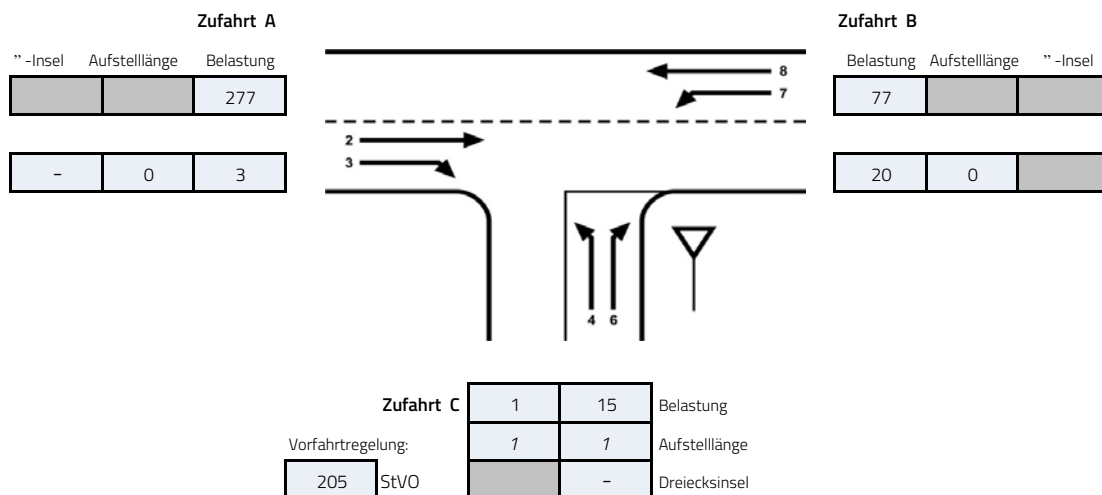 Zufahrt A Zufahrt B
”-Insel Aufstelllänge Belastung Belastung Aufstelllänge ”-Insel
277 8 77
7
2
- 0 3 3 20 0
4 6
Zufahrt C 1 15 Belastung
Vorfahrtregelung: 1 1 Aufstelllänge
205 StVO - Dreiecksinsel